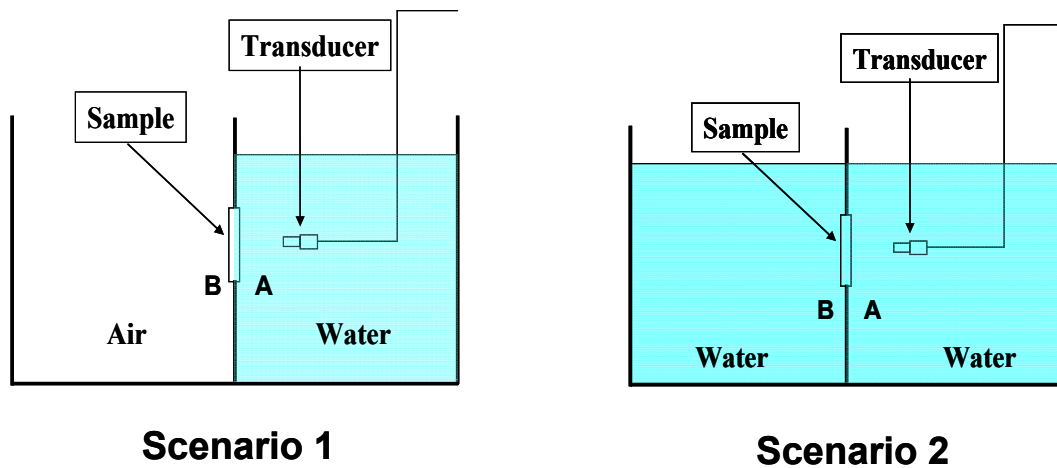 Transducer
Sample
B A
Air
Water
Scenario 1
Transducer
Sample
B A
Water
Water
Scenario 2